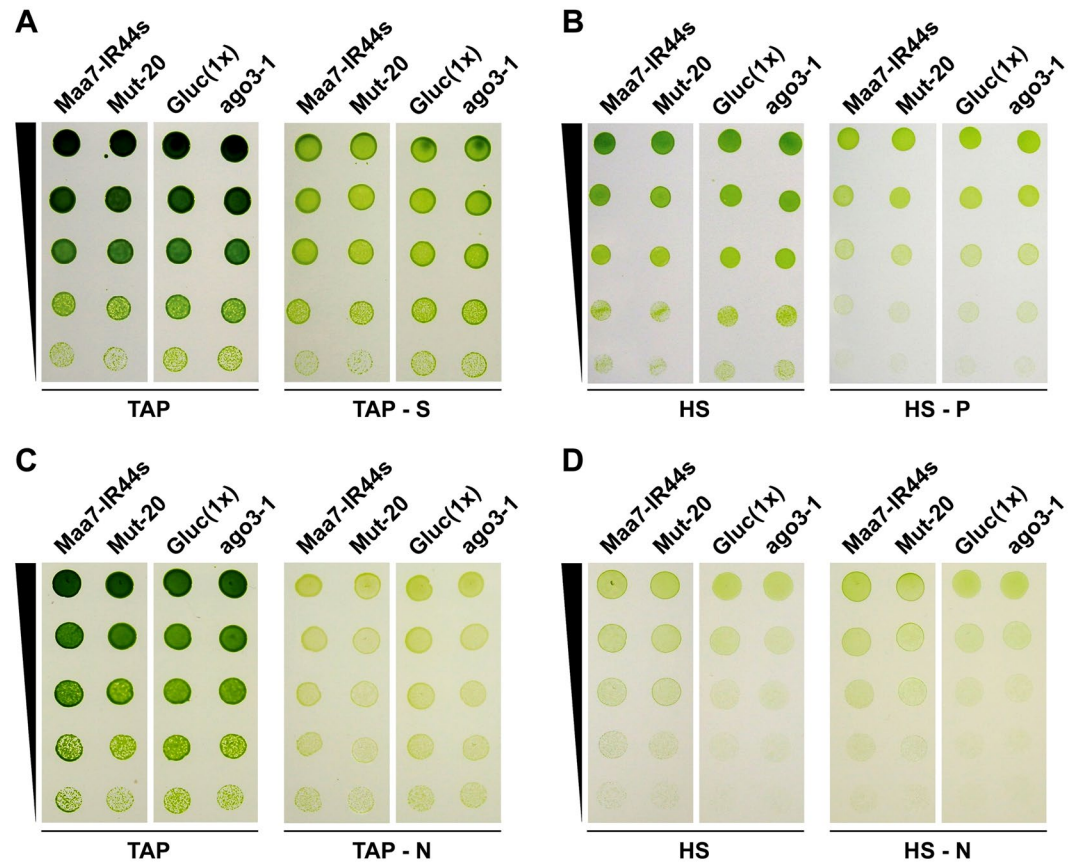 A
Maa7-IR44s
Mut-20
Gluc(1x)
ago3-1
Maa7-IR44s
Mut-20
Gluc(1x)
ago3-1
TAP
TAP - S
B
Maa7-IR44s
Mut-20
Gluc(1x)
ago3-1
Maa7-IR44s
Mut-20
Gluc(1x)
ago3-1
HS
HS - P
C
Maa7-IR44s
Mut-20
Gluc(1x)
ago3-1
Maa7-IR44s
Mut-20
Gluc(1x)
ago3-1
TAP
TAP - N
D
Maa7-IR44s
Mut-20
Gluc(1x)
ago3-1
Maa7-IR44s
Mut-20
Gluc(1x)
ago3-1
HS
HS - N